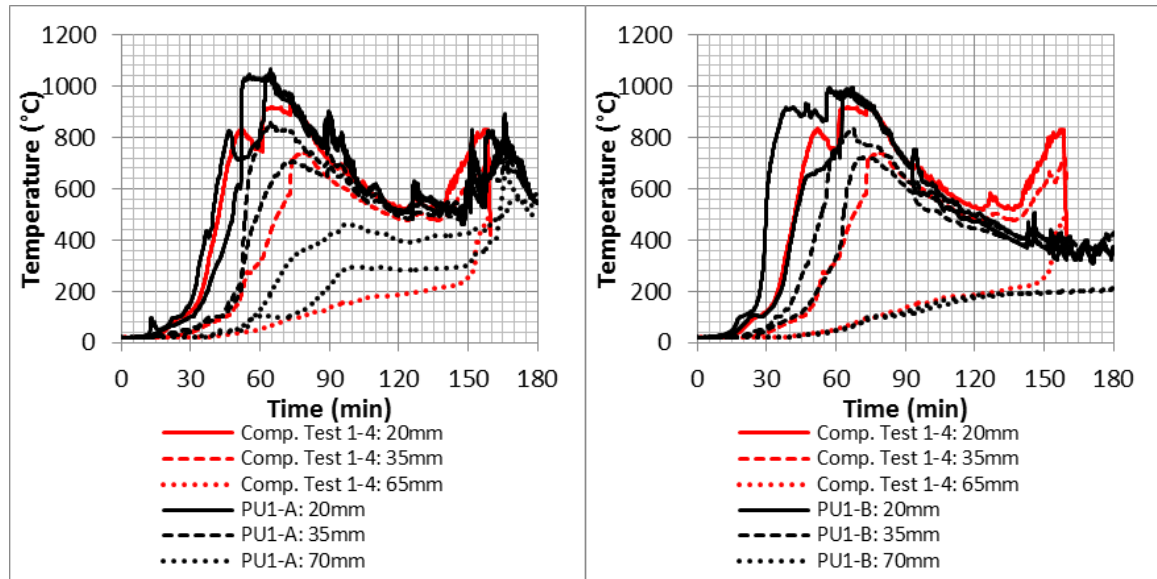 1200
1000
800
600
400
200
0
Temperature (°C)
0 30 60 90 120 150 180
Time (min)
Comp. Test 1-4: 20mm
Comp. Test 1-4: 35mm
Comp. Test 1-4: 65mm
PU1-A: 20mm
PU1-A: 35mm
PU1-A: 70mm
1200
1000
800
600
400
200
0
Temperature (°C)
0 30 60 90 120 150 180
Time (min)
Comp. Test 1-4: 20mm
Comp. Test 1-4: 35mm
Comp. Test 1-4: 65mm
PU1-B: 20mm
PU1-B: 35mm
PU1-B: 70mm